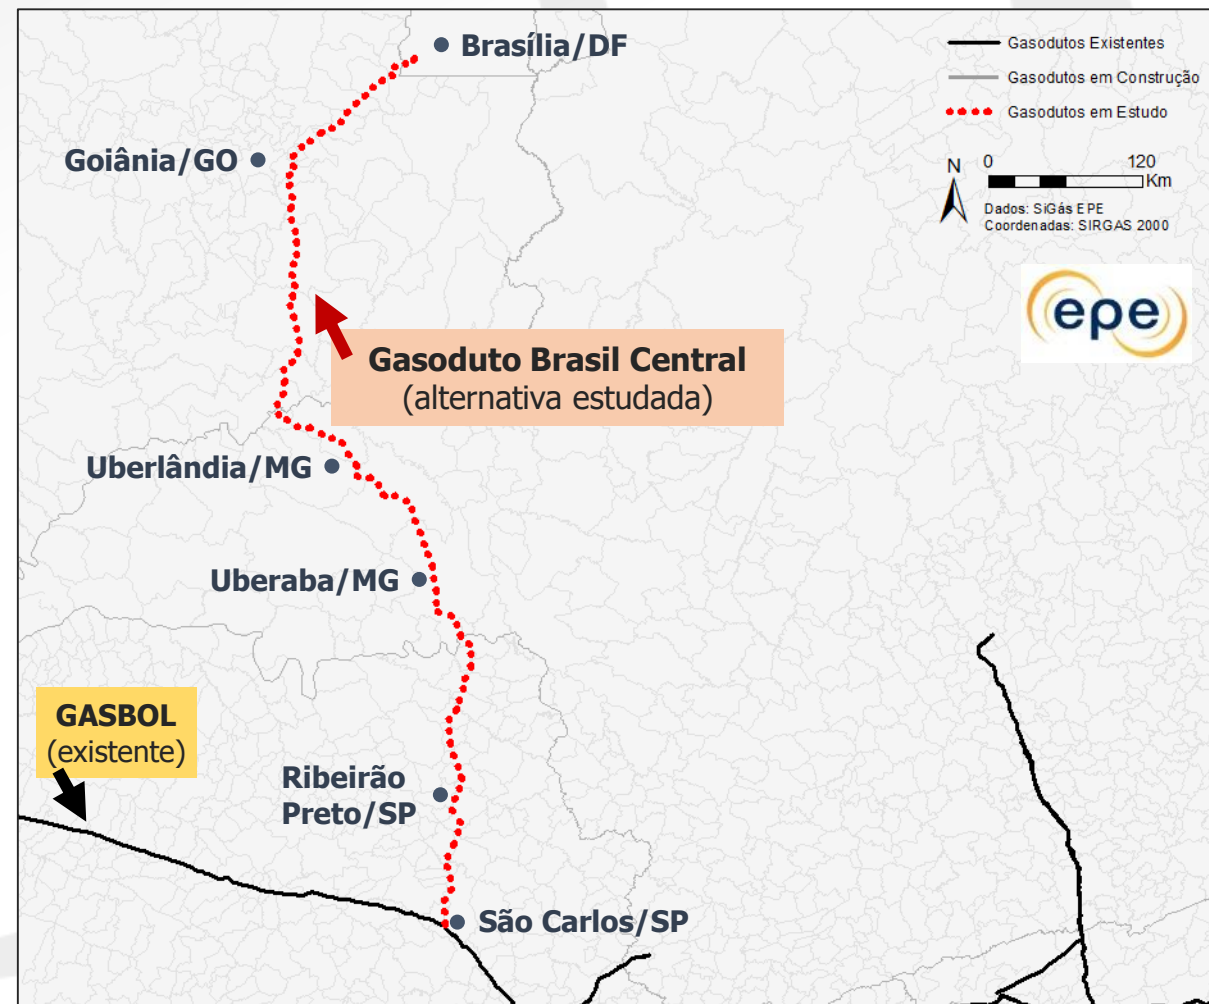 Brasília/DF
Gasodutos Existentes
Gasodutos em Construção
Gasodutos em Estudo
Goiânia/GO
N
0 120
Km
Dados: SiGás EPE
Coordenadas: SIRGAS 2000
epe
Gasoduto Brasil Central
(alternativa estudada)
Uberlândia/MG
Uberaba/MG
GASBOL
(existente)
Ribeirão
Preto/SP
São Carlos/SP